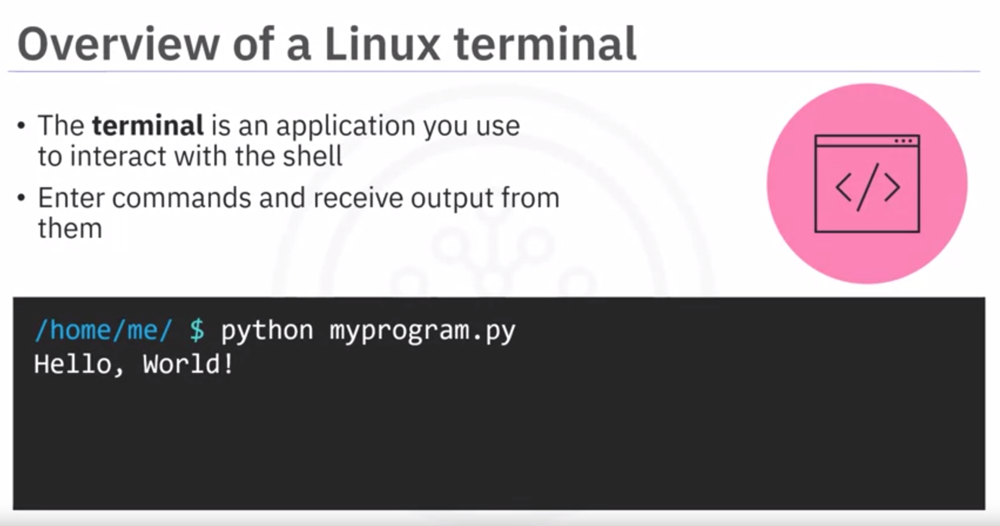 Overview of a Linux terminal
• The terminal is an application you use
to interact with the shell
• Enter commands and receive output from
them
</>
/home/me/ $ python myprogram.py
Hello, World!